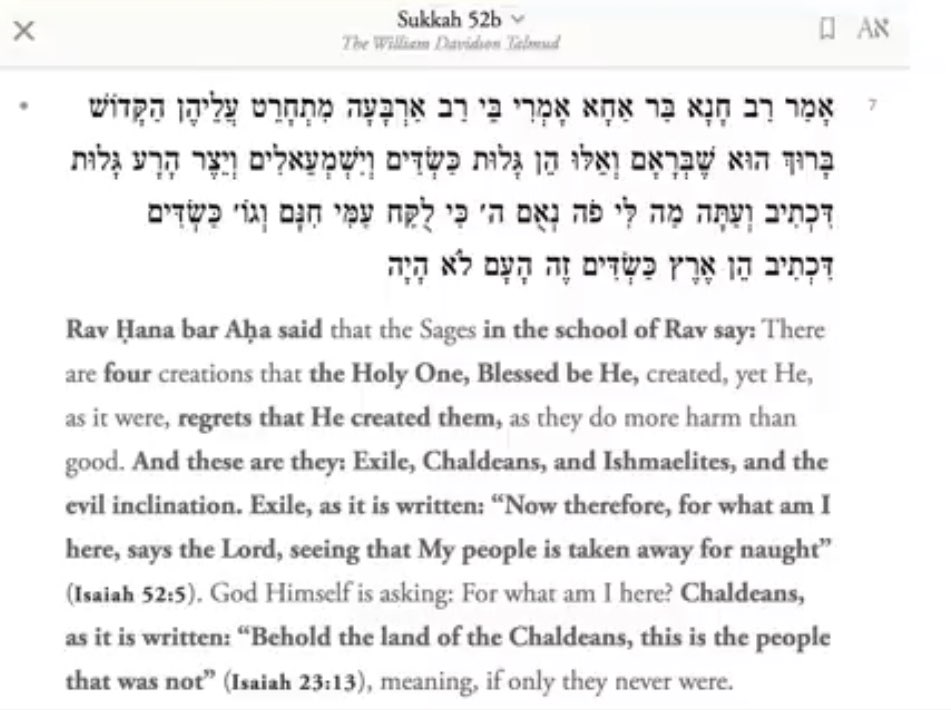 Sukkah 52b
The William Davidson Talmud
אָמַר רַב חָנָא בַּר אַחָא אָמְרִי בֵּי רַב אַרְבָּעָה מִתְחָרֵט עֲלֵיהֶן הַקָּדוֹשׁ
7
בָּרוּךְ הוּא שֶׁבְּרָאָם וְאֵלּוּ הֵן גָּלוּת כַּשְׂדִּים וְיִשְׁמְעֵאלִים וְיֵצֶר הָרָע גָּלוּת
דִּכְתִיב וְעַתָּה מַה לִּי פֹה נְאֻם ה׳ כִּי לֻקַּח עַמִּי חִנָּם וְגוֹ׳ כַּשְׂדִּים
דִּכְתִיב הֵן אֶרֶץ כַּשְׂדִּים זֶה הָעָם לֹא הָיָה
Rav Ḥana bar Aḥa said that the Sages in the school of Rav say: There
are four creations that the Holy One, Blessed be He, created, yet He,
as it were, regrets that He created them, as they do more harm than
good. And these are they: Exile, Chaldeans, and Ishmaelites, and the
evil inclination. Exile, as it is written: “Now therefore, for what am I
here, says the Lord, seeing that My people is taken away for naught”
(Isaiah 52:5). God Himself is asking: For what am I here? Chaldeans,
as it is written: “Behold the land of the Chaldeans, this is the people
that was not” (Isaiah 23:13), meaning, if only they never were.